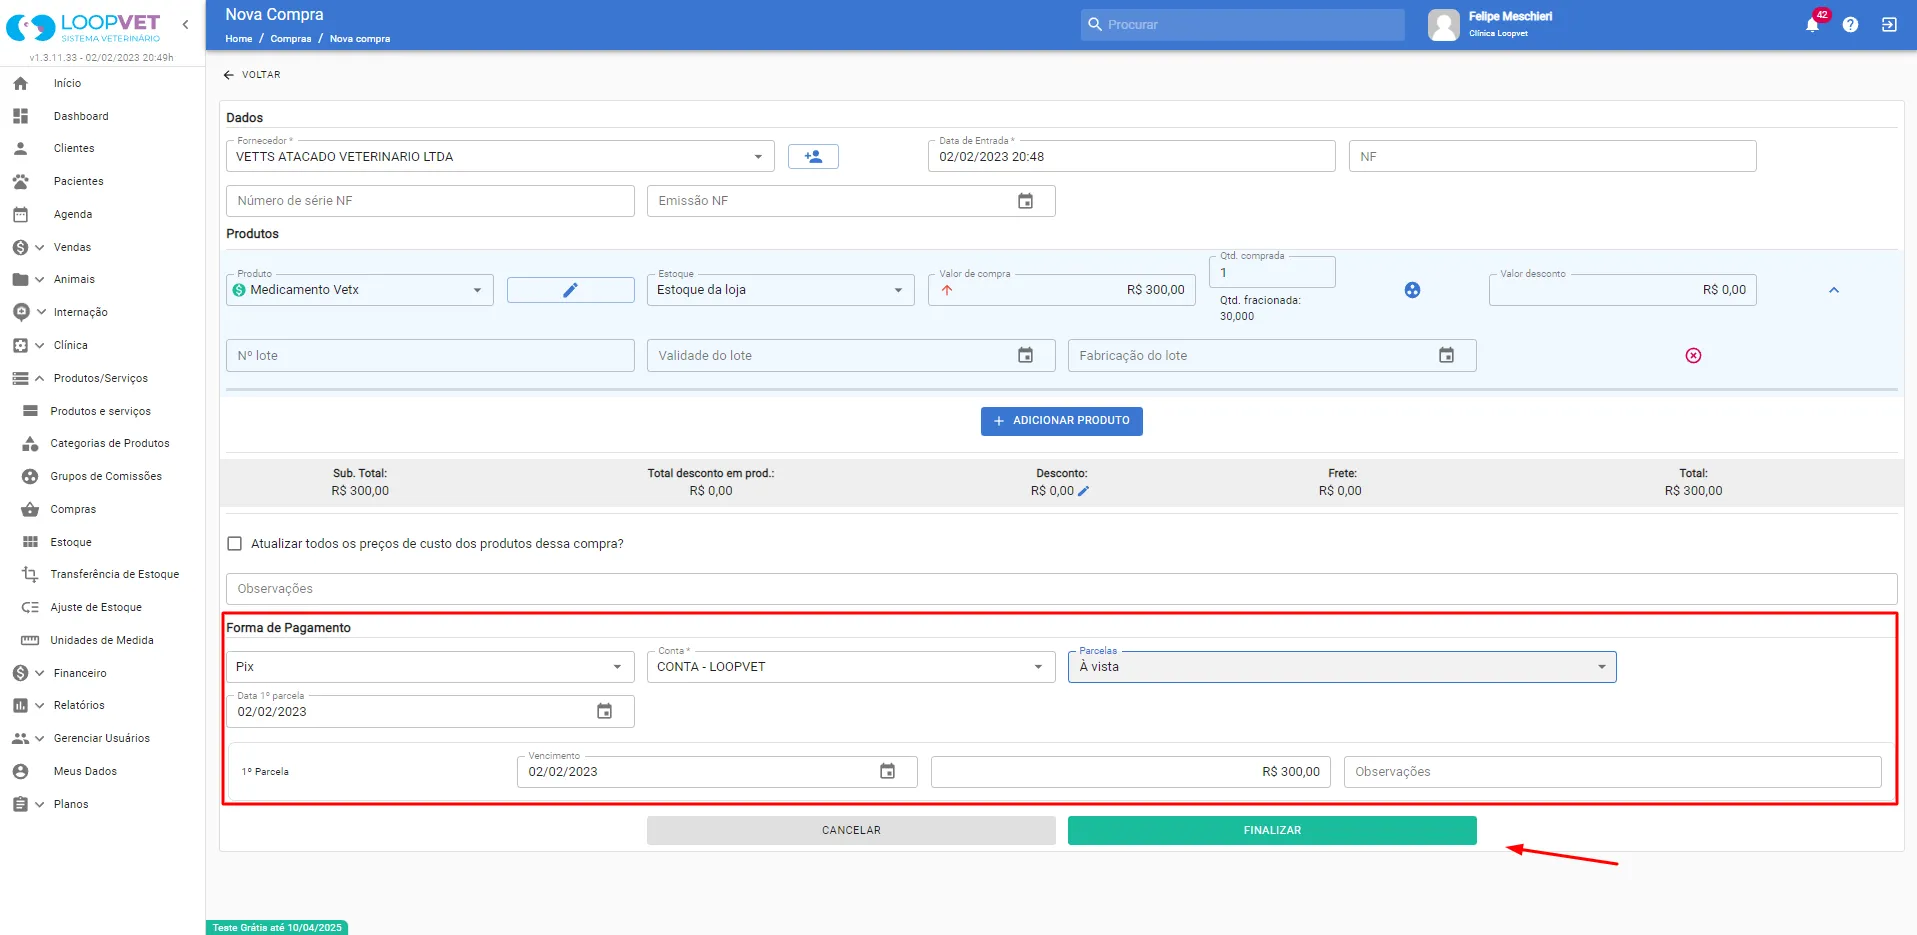 LOOPVET
SISTEMA VETERINÁRIO
v1.3.11.33 - 02/02/2023 20:49h
Início
Dashboard
Clientes
Pacientes
Agenda
Vendas
Animais
Internação
Clínica
Produtos/Serviços
Produtos e serviços
Categorias de Produtos
Grupos de Comissões
Compras
Estoque
Transferência de Estoque
Ajuste de Estoque
Unidades de Medida
Financeiro
Relatórios
Gerenciar Usuários
Meus Dados
Planos
Nova Compra
Home / Compras / Nova compra
Procurar
Felipe Meschieri
Clínica Loopvet
42
VOLTAR
Dados
Fornecedor *
VETTS ATACADO VETERINARIO LTDA
Data de Entrada *
02/02/2023 20:48
NF
Número de série NF
Emissão NF
Produtos
Produto
Medicamento Vetx
Estoque
Estoque da loja
Valor de compra
R$ 300,00
Qtd. comprada
1
Qtd. fracionada:
30,000
Valor desconto
R$ 0,00
Nº lote
Validade do lote
Fabricação do lote
ADICIONAR PRODUTO
Sub. Total: Total desconto em prod.: Desconto: Frete: Total:
R$ 300,00 R$ 0,00 R$ 0,00 R$ 0,00 R$ 300,00
Atualizar todos os preços de custo dos produtos dessa compra?
Observações
Forma de Pagamento
Pix
Conta *
CONTA - LOOPVET
Parcelas
À vista
Data 1º parcela
02/02/2023
1º Parcela
Vencimento
02/02/2023
R$ 300,00
Observações
CANCELAR
FINALIZAR
Teste Grátis até 10/04/2025